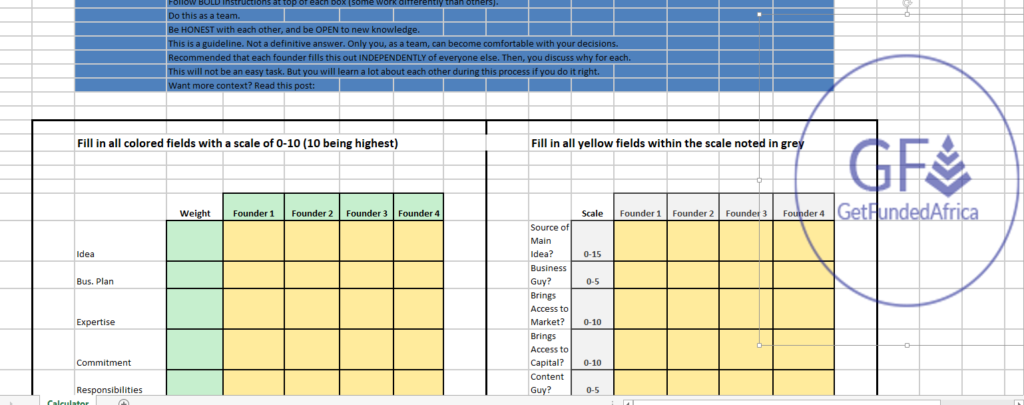 Follow BOLD instructions at top of each box (some work differently than others).
Do this as a team.
Be HONEST with each other, and be OPEN to new knowledge.
This is a guideline. Not a definitive answer. Only you, as a team, can become comfortable with your decisions.
Recommended that each founder fills this out INDEPENDENTLY of everyone else. Then, you discuss why for each.
This will not be an easy task. But you will learn a lot about each other during this process if you do it right.
Want more context? Read this post:
Fill in all colored fields with a scale of 0-10 (10 being highest)
Weight Founder 1 Founder 2 Founder 3 Founder 4
Idea
Bus. Plan
Expertise
Commitment
Responsibilities
Fill in all yellow fields within the scale noted in grey
Scale Founder 1 Founder 2 Founder 3 Founder 4
Source of
Main
Idea? 0-15
Business
Guy? 0-5
Brings
Access to
Market? 0-10
Brings
Access to
Capital? 0-10
Content
Guy? 0-5
GF
GetFundedAfrica
Calculator